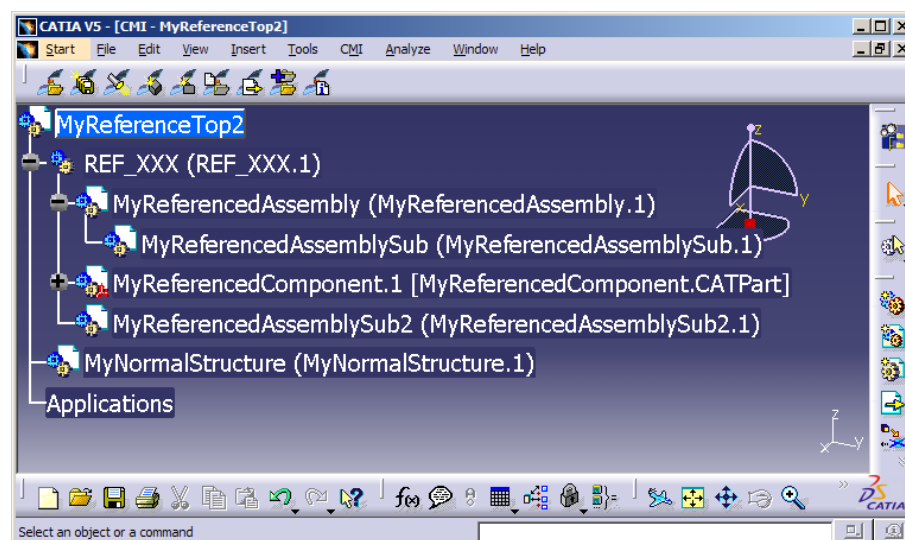 CATIA V5 - [CMI - MyReferenceTop2]
Start File Edit View Insert Tools CMI Analyze Window Help
MyReferenceTop2
REF_XXX (REF_XXX.1)
MyReferencedAssembly (MyReferencedAssembly.1)
MyReferencedAssemblySub (MyReferencedAssemblySub.1)
MyReferencedComponent.1 [MyReferencedComponent.CATPart]
MyReferencedAssemblySub2 (MyReferencedAssemblySub2.1)
MyNormalStructure (MyNormalStructure.1)
Applications
z
y
x
z
y
x
f(x)
CATIA
Select an object or a command